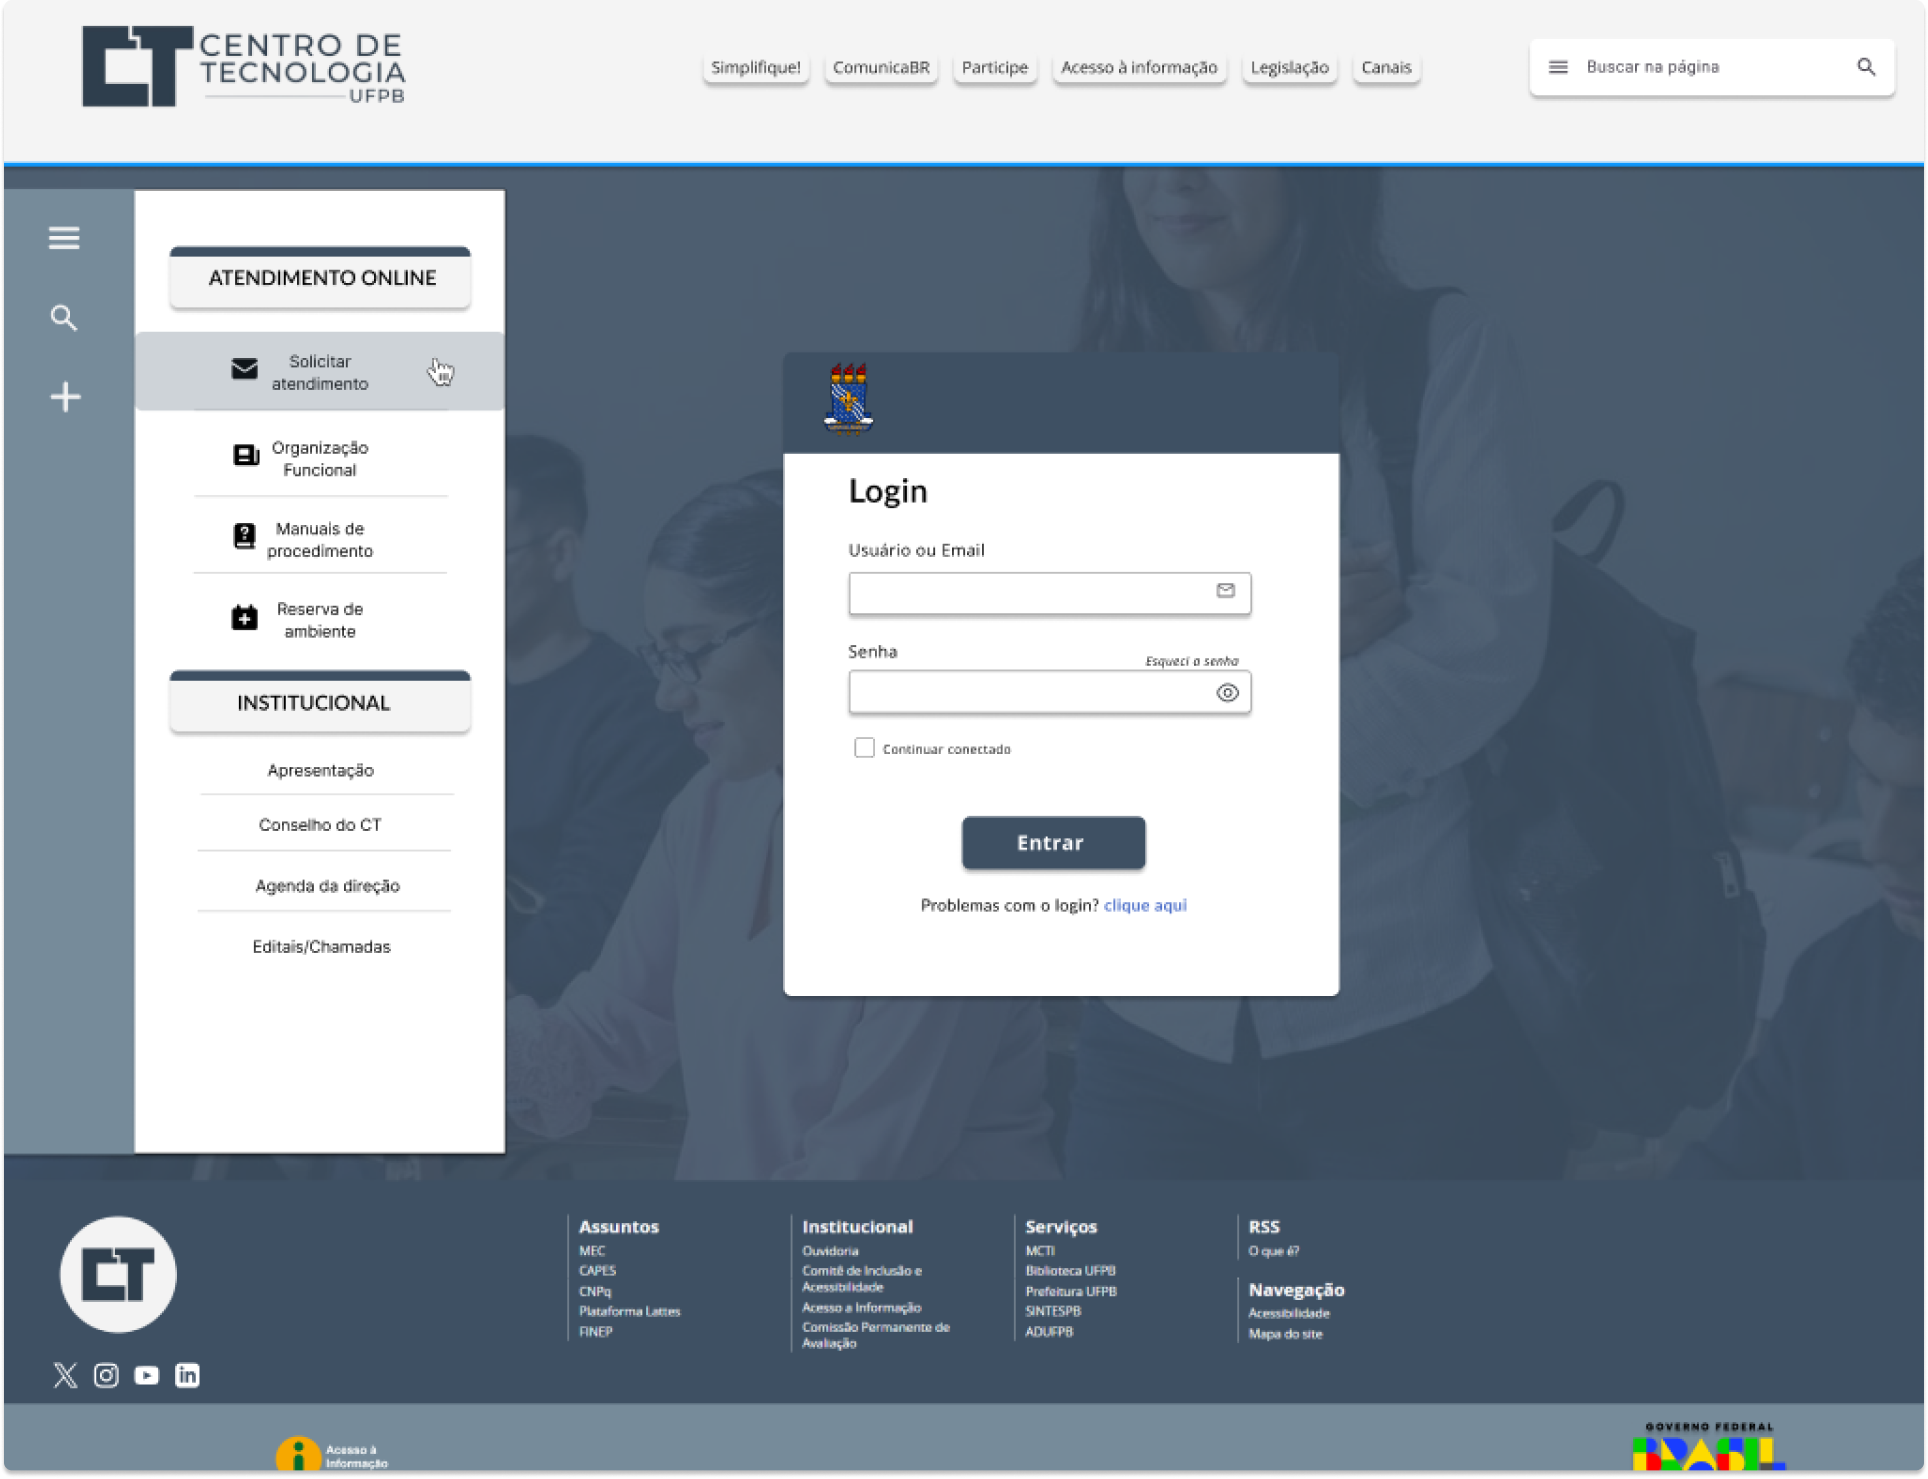 CT CENTRO DE
TECNOLOGIA
UFPB
Simplifique!
ComunicaBR
Participe
Acesso à informação
Legislação
Canais
Buscar na página
ATENDIMENTO ONLINE
Solicitar
atendimento
Organização
Funcional
Manuais de
procedimento
Reserva de
ambiente
INSTITUCIONAL
Apresentação
Conselho do CT
Agenda da direção
Editais/Chamadas
Login
Usuário ou Email
Senha
Esqueci a senha
Continuar conectado
Entrar
Problemas com o login? clique aqui
CT
Assuntos
MEC
CAPES
CNPq
Plataforma Lattes
FINEP
Institucional
Ouvidoria
Comitê de Inclusão e
Acessibilidade
Acesso a Informação
Comissão Permanente de
Avaliação
Serviços
MCTI
Biblioteca UFPB
Prefeitura UFPB
SINTESPB
ADUFPB
RSS
O que é?
Navegação
Acessibilidade
Mapa do site
Acesso à
Informação
GOVERNO FEDERAL
BRASIL